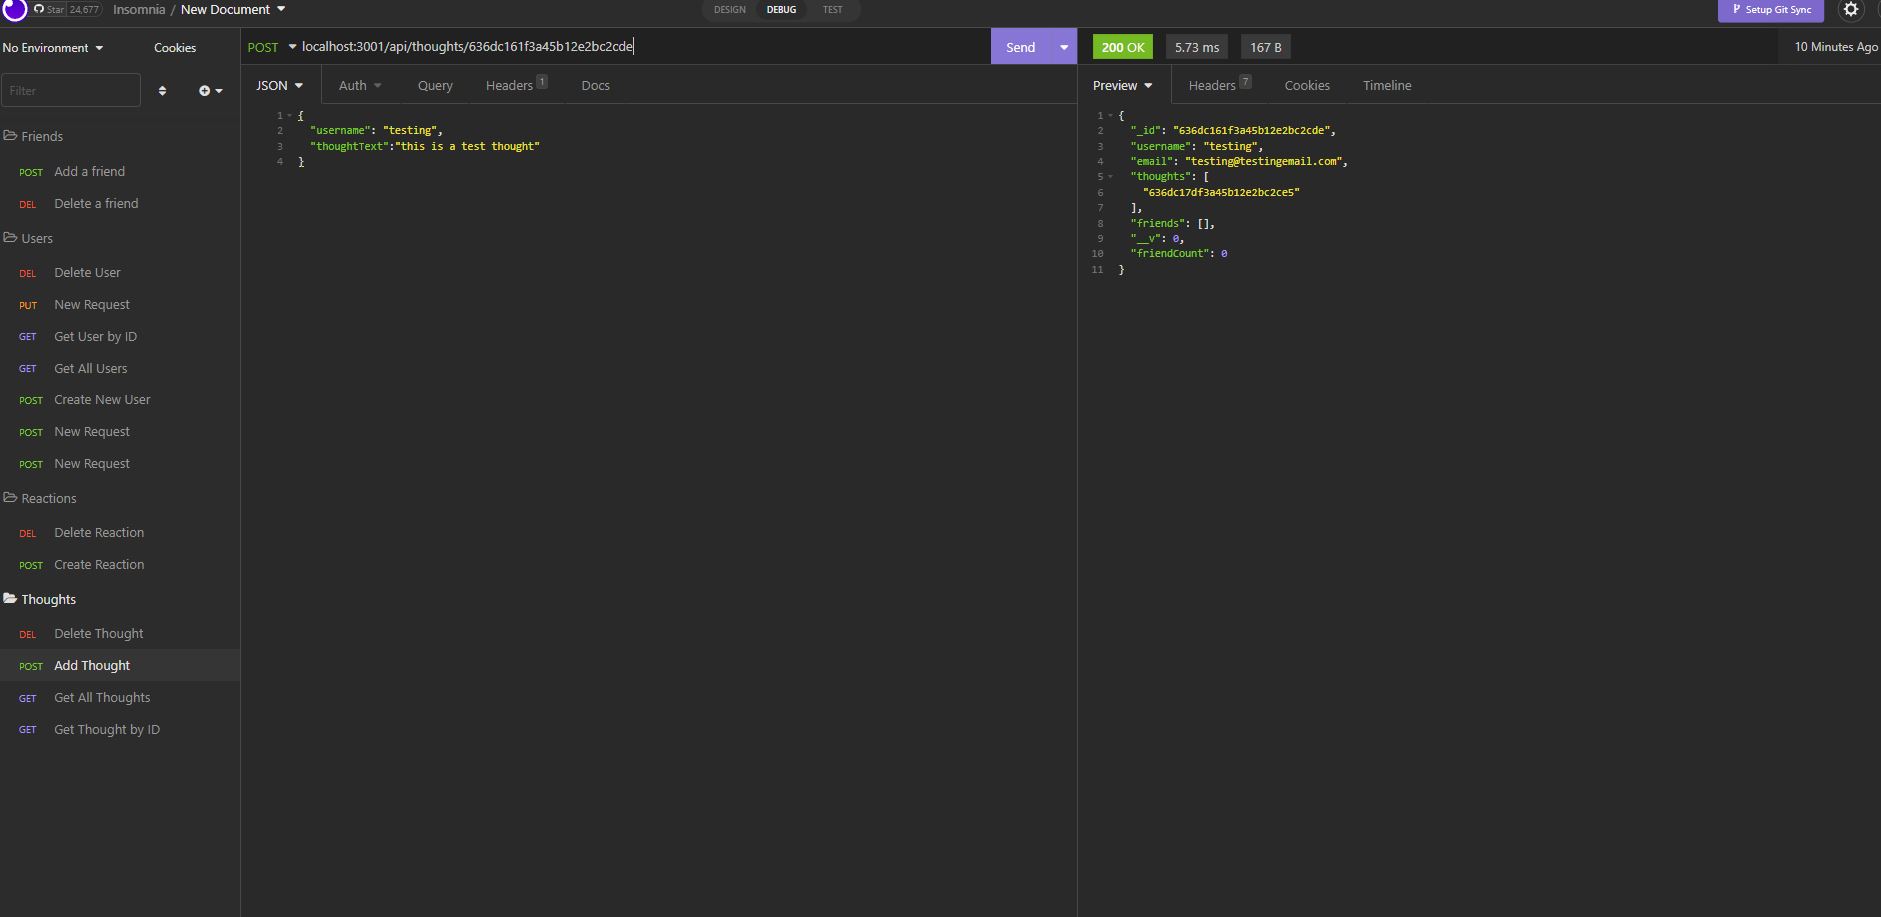 Star 24,677 Insomnia / New Document DESIGN DEBUG TEST Setup Git Sync
No Environment Cookies
POST localhost:3001/api/thoughts/636dc161f3a45b12e2bc2cde Send
200 OK 5.73 ms 167 B 10 Minutes Ago
Filter
Friends
POST Add a friend
DEL Delete a friend
Users
DEL Delete User
PUT New Request
GET Get User by ID
GET Get All Users
POST Create New User
POST New Request
POST New Request
Reactions
DEL Delete Reaction
POST Create Reaction
Thoughts
DEL Delete Thought
POST Add Thought
GET Get All Thoughts
GET Get Thought by ID
JSON Auth Query Headers 1 Docs
1 {
2 "username": "testing",
3 "thoughtText":"this is a test thought"
4 }
Preview Headers 7 Cookies Timeline
1 {
2 "_id": "636dc161f3a45b12e2bc2cde",
3 "username": "testing",
4 "email": "testing@testingemail.com",
5 "thoughts": [
6 "636dc17df3a45b12e2bc2ce5"
7 ],
8 "friends": [],
9 "__v": 0,
10 "friendCount": 0
11 }